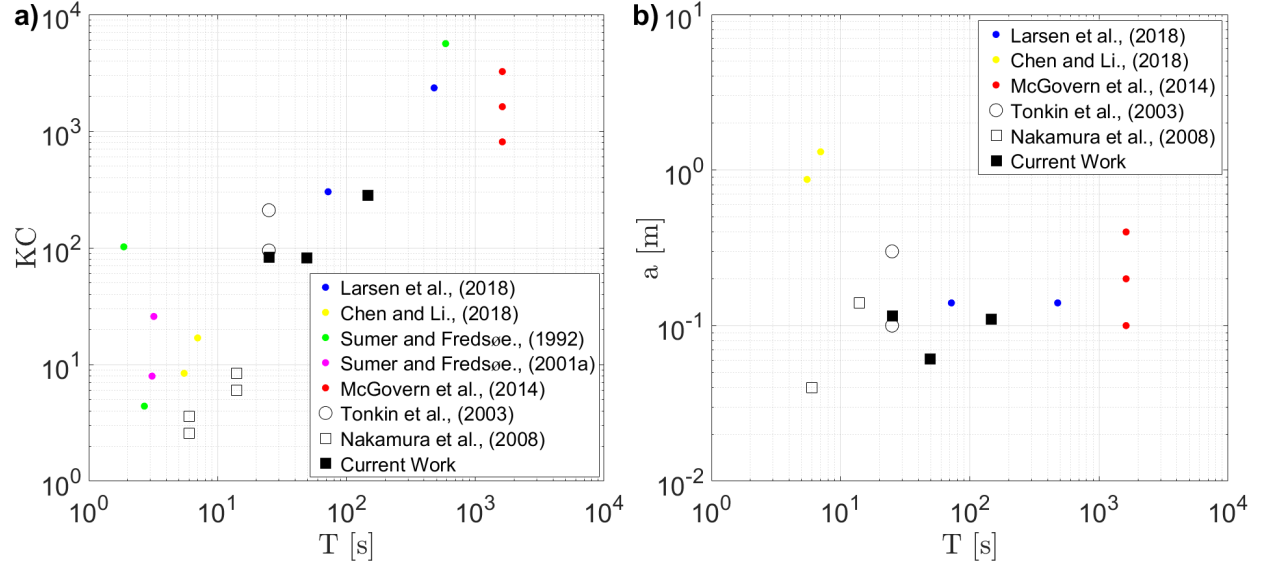 a)
10^4
10^3
10^2
10^1
10^0
KC
Larsen et al., (2018)
Chen and Li., (2018)
Sumer and Fredsøe., (1992)
Sumer and Fredsøe., (2001a)
McGovern et al., (2014)
Tonkin et al., (2003)
Nakamura et al., (2008)
Current Work
10^0 10^1 10^2 10^3 10^4
T [s]
b)
10^1
10^0
10^-1
10^-2
a [m]
Larsen et al., (2018)
Chen and Li., (2018)
McGovern et al., (2014)
Tonkin et al., (2003)
Nakamura et al., (2008)
Current Work
10^0 10^1 10^2 10^3 10^4
T [s]